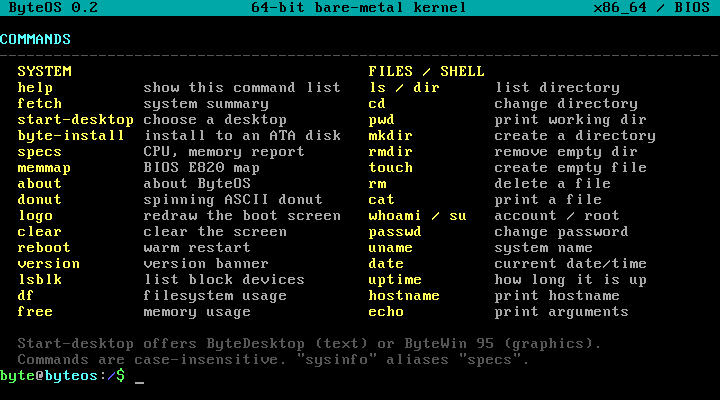 ByteOS 0.2 64-bit bare-metal kernel x86_64 / BIOS
COMMANDS
SYSTEM FILES / SHELL
help show this command list ls / dir list directory
fetch system summary cd change directory
start-desktop choose a desktop pwd print working dir
byte-install install to an ATA disk mkdir create a directory
specs CPU, memory report rmdir remove empty dir
memmap BIOS E820 map touch create empty file
about about ByteOS rm delete a file
donut spinning ASCII donut cat print a file
logo redraw the boot screen whoami / su account / root
clear clear the screen passwd change password
reboot warm restart uname system name
version version banner date current date/time
lsblk list block devices uptime how long it is up
df filesystem usage hostname print hostname
free memory usage echo print arguments
Start-desktop offers ByteDesktop (text) or ByteWin 95 (graphics).
Commands are case-insensitive. "sysinfo" aliases "specs".
byte@byteos:/$ _